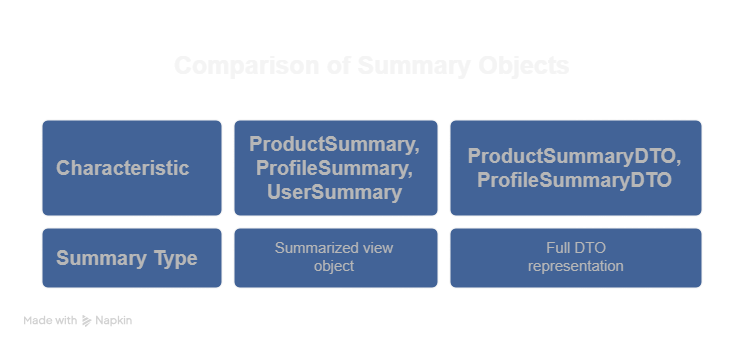 Comparison of Summary Objects
Characteristic
ProductSummary,
ProfileSummary,
UserSummary
ProductSummaryDTO,
ProfileSummaryDTO
Summary Type
Summarized view
object
Full DTO
representation
Made with Napkin